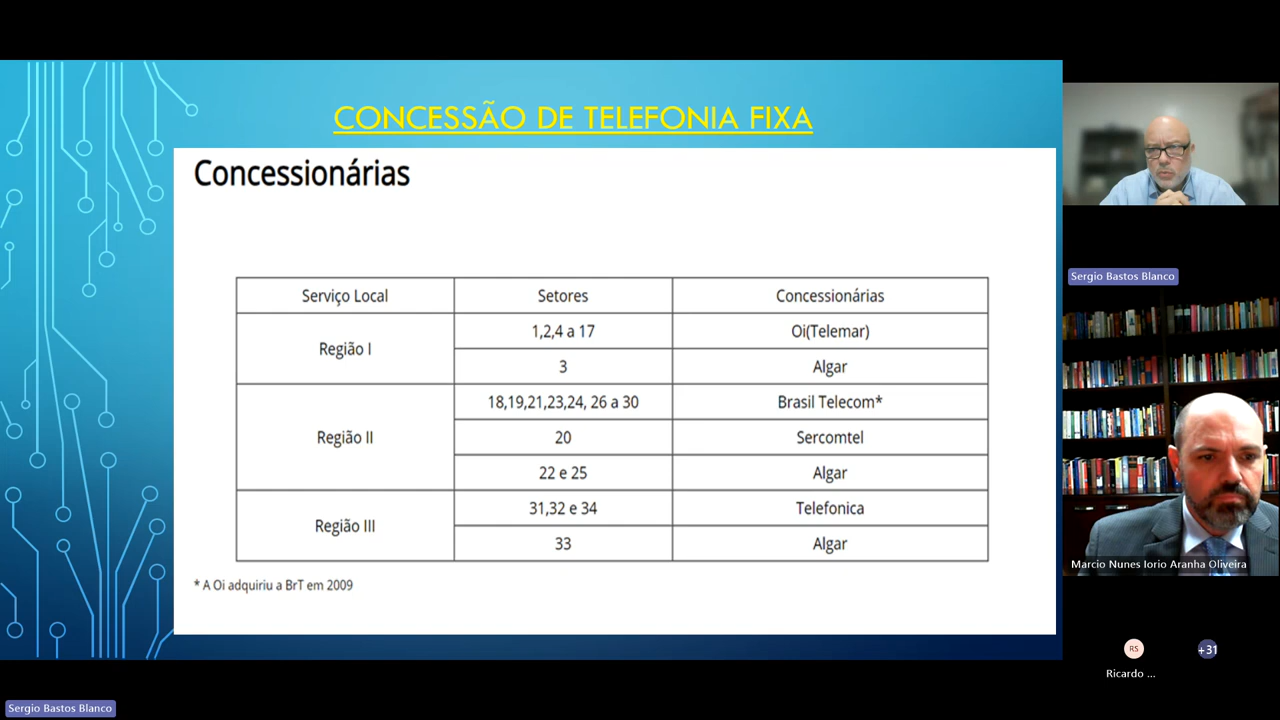 CONCESSÃO DE TELEFONIA FIXA
Concessionárias
Serviço Local Setores Concessionárias
Região I
1,2,4 a 17 Oi(Telemar)
3 Algar
Região II
18,19,21,23,24, 26 a 30 Brasil Telecom*
20 Sercomtel
22 e 25 Algar
Região III
31,32 e 34 Telefonica
33 Algar
* A Oi adquiriu a BrT em 2009
Sergio Bastos Blanco
Marcio Nunes Iorio Aranha Oliveira
RS
Ricardo ...
+31
Sergio Bastos Blanco